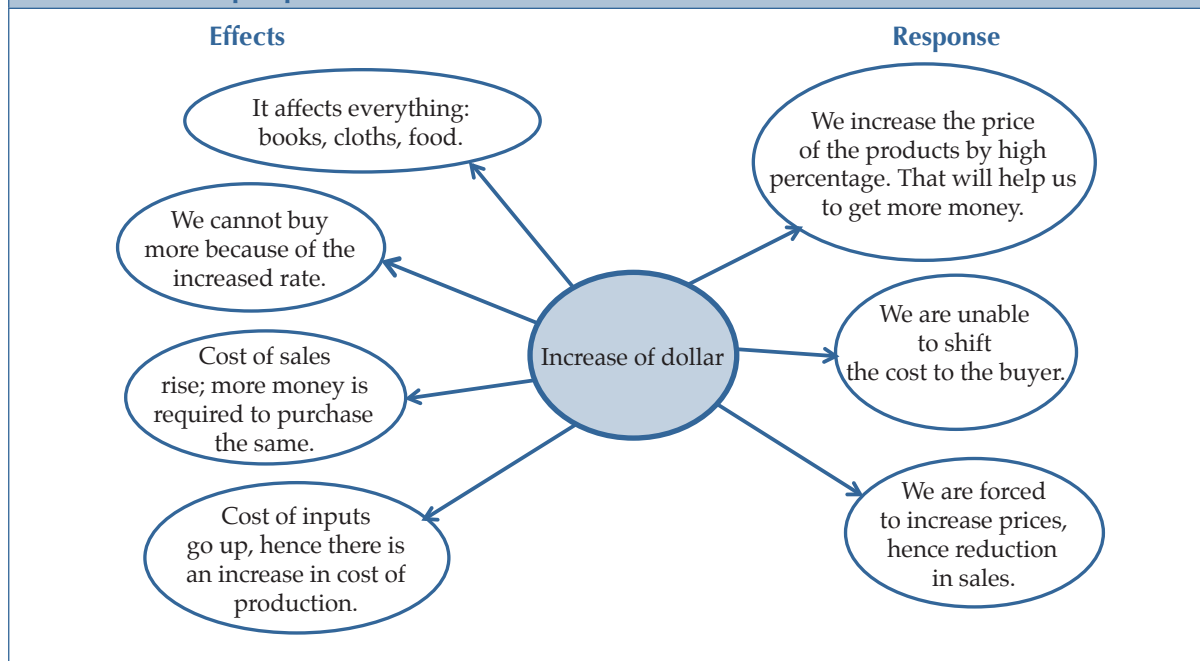 Effects
It affects everything:
books, cloths, food.
We cannot buy
more because of the
increased rate.
Cost of sales
rise; more money is
required to purchase
the same.
Cost of inputs
go up, hence there is
an increase in cost of
production.
Increase of dollar
Response
We increase the price
of the products by high
percentage. That will help us
to get more money.
We are unable
to shift
the cost to the buyer.
We are forced
to increase prices,
hence reduction
in sales.